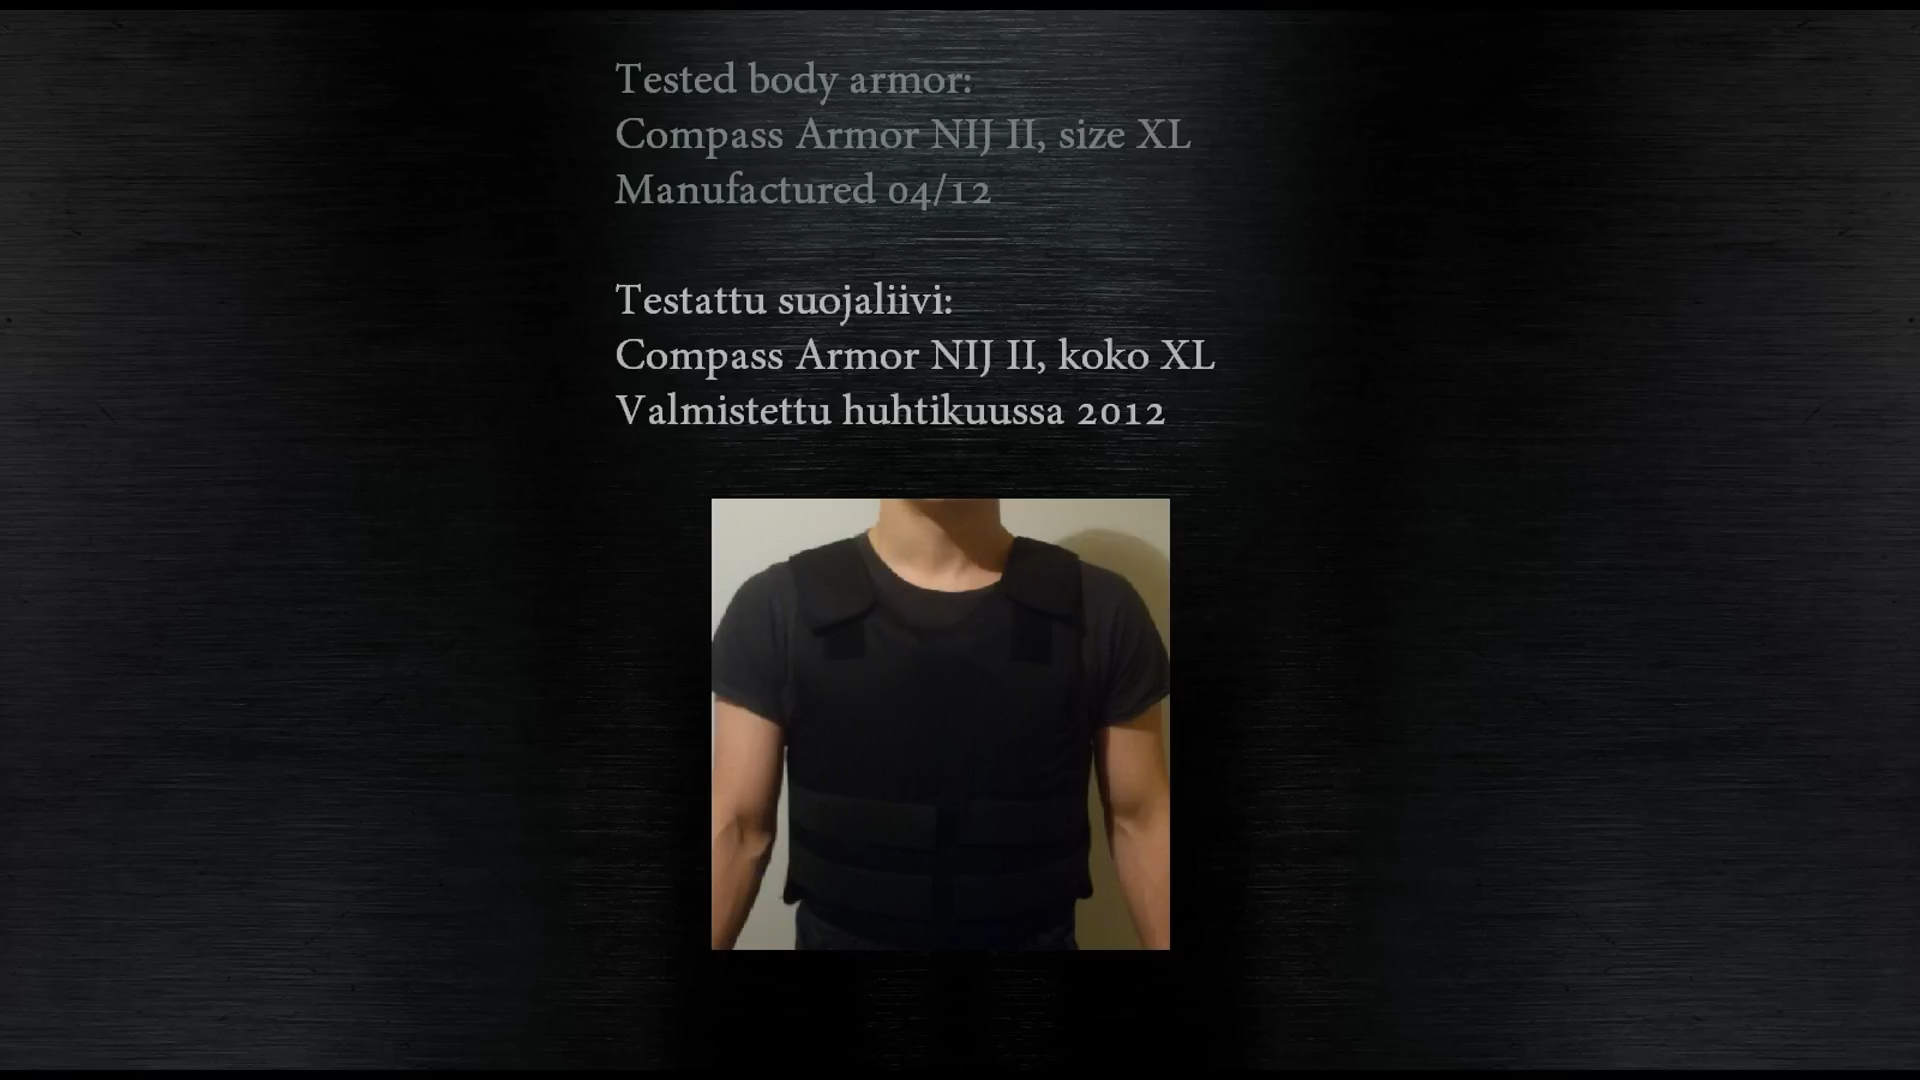 Tested body armor:
Compass Armor NIJ II, size XL
Manufactured 04/12
Testattu suojaliivi:
Compass Armor NIJ II, koko XL
Valmistettu huhtikuussa 2012